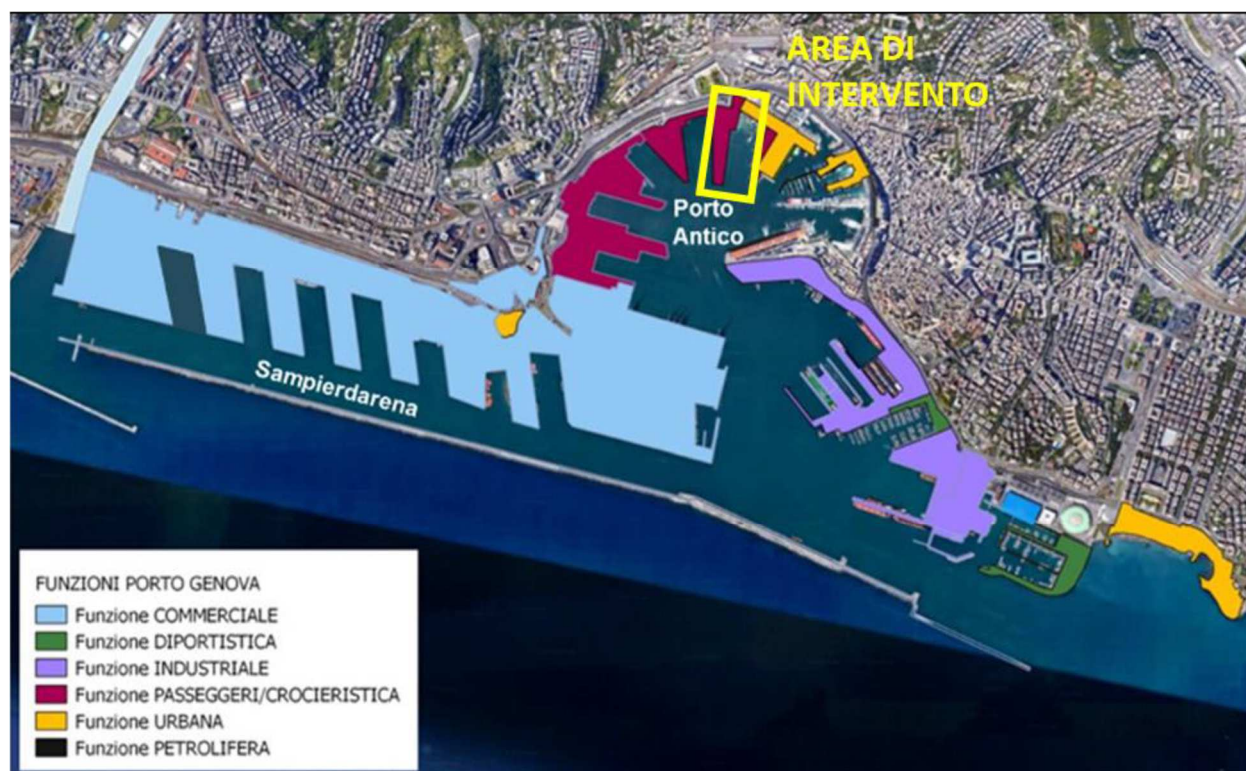 AREA DI
INTERVENTO
Porto
Antico
Sampierdarena
FUNZIONI PORTO GENOVA
Funzione COMMERCIALE
Funzione DIPORTISTICA
Funzione INDUSTRIALE
Funzione PASSEGGERI/CROCIERISTICA
Funzione URBANA
Funzione PETROLIFERA